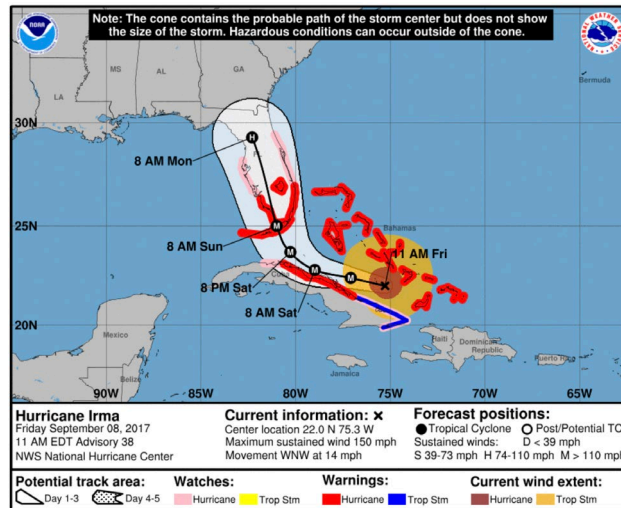 Note: The cone contains the probable path of the storm center but does not show
the size of the storm. Hazardous conditions can occur outside of the cone.
NOAA
MS
AL
GA
LA
Bermuda
30N
8 AM Mon
FL
25N
Bahamas
8 AM Sun
11 AM Fri
8 PM Sat
Cuba
8 AM Sat
20N
Mexico
Haiti
Dominican
Republic
Puerto Rico
Jamaica
Belize
90W
85W
80W
75W
70W
65W
M
M
M
M
M
Hurricane Irma
Friday September 08, 2017
11 AM EDT Advisory 38
NWS National Hurricane Center
Current information: ×
Center location 22.0 N 75.3 W
Maximum sustained wind 150 mph
Movement WNW at 14 mph
Forecast positions:
Tropical Cyclone Post/Potential TC
Sustained winds: D < 39 mph
S 39-73 mph H 74-110 mph M > 110 mph
Potential track area:
Day 1-3 Day 4-5
Watches:
Hurricane Trop Stm
Warnings:
Hurricane Trop Stm
Current wind extent:
Hurricane Trop Stm